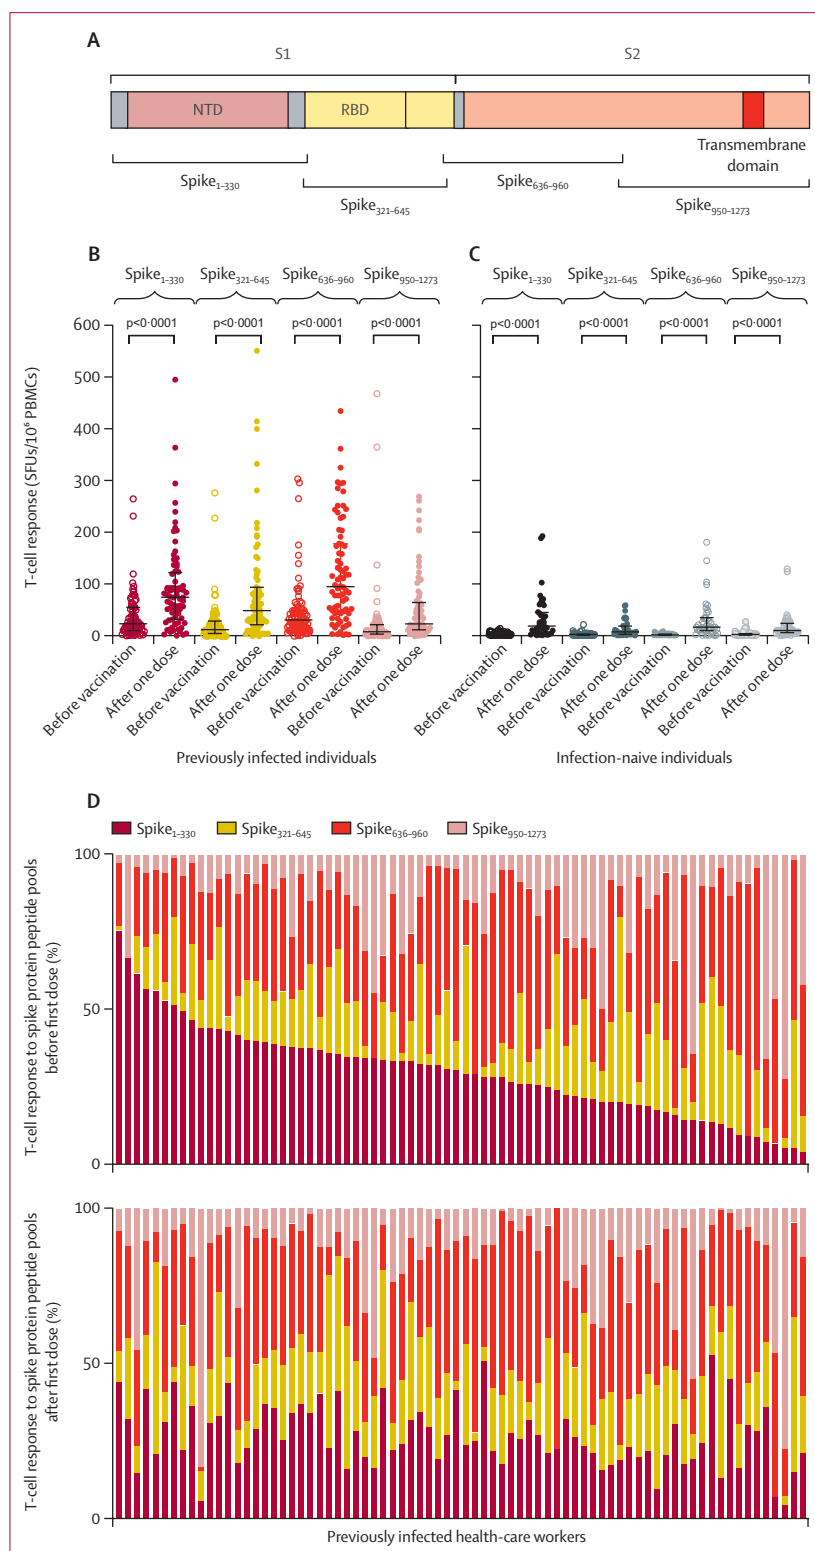 A
S1 S2
NTD RBD
Transmembrane
domain
Spike₁₋₃₃₀ Spike₆₃₆₋₉₆₀
Spike₃₂₁₋₆₄₅ Spike₉₅₀₋₁₂₇₃
B
Spike₁₋₃₃₀ Spike₃₂₁₋₆₄₅ Spike₆₃₆₋₉₆₀ Spike₉₅₀₋₁₂₇₃
p<0·0001 p<0·0001 p<0·0001 p<0·0001
T-cell response (SFUs/10⁶ PBMCs)
600
500
400
300
200
100
0
Before vaccination
After one dose
Before vaccination
After one dose
Before vaccination
After one dose
Before vaccination
After one dose
Previously infected individuals
C
Spike₁₋₃₃₀ Spike₃₂₁₋₆₄₅ Spike₆₃₆₋₉₆₀ Spike₉₅₀₋₁₂₇₃
p<0·0001 p<0·0001 p<0·0001 p<0·0001
Before vaccination
After one dose
Before vaccination
After one dose
Before vaccination
After one dose
Before vaccination
After one dose
Infection-naive individuals
D
Spike₁₋₃₃₀ Spike₃₂₁₋₆₄₅ Spike₆₃₆₋₉₆₀ Spike₉₅₀₋₁₂₇₃
T-cell response to spike protein peptide pools
before first dose (%)
100
50
0
T-cell response to spike protein peptide pools
after first dose (%)
100
50
0
Previously infected health-care workers